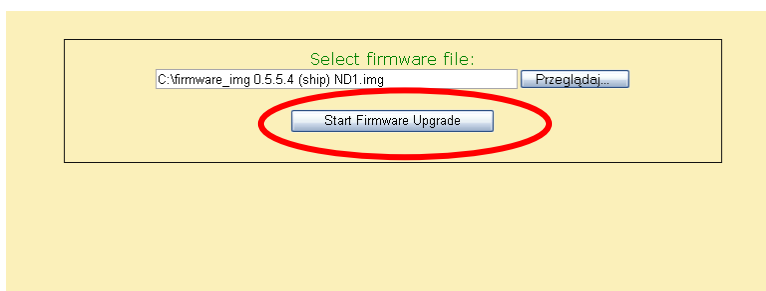 Select firmware file:
C:\firmware_img 0.5.5.4 (ship) ND1.img Przeglądaj...
Start Firmware Upgrade